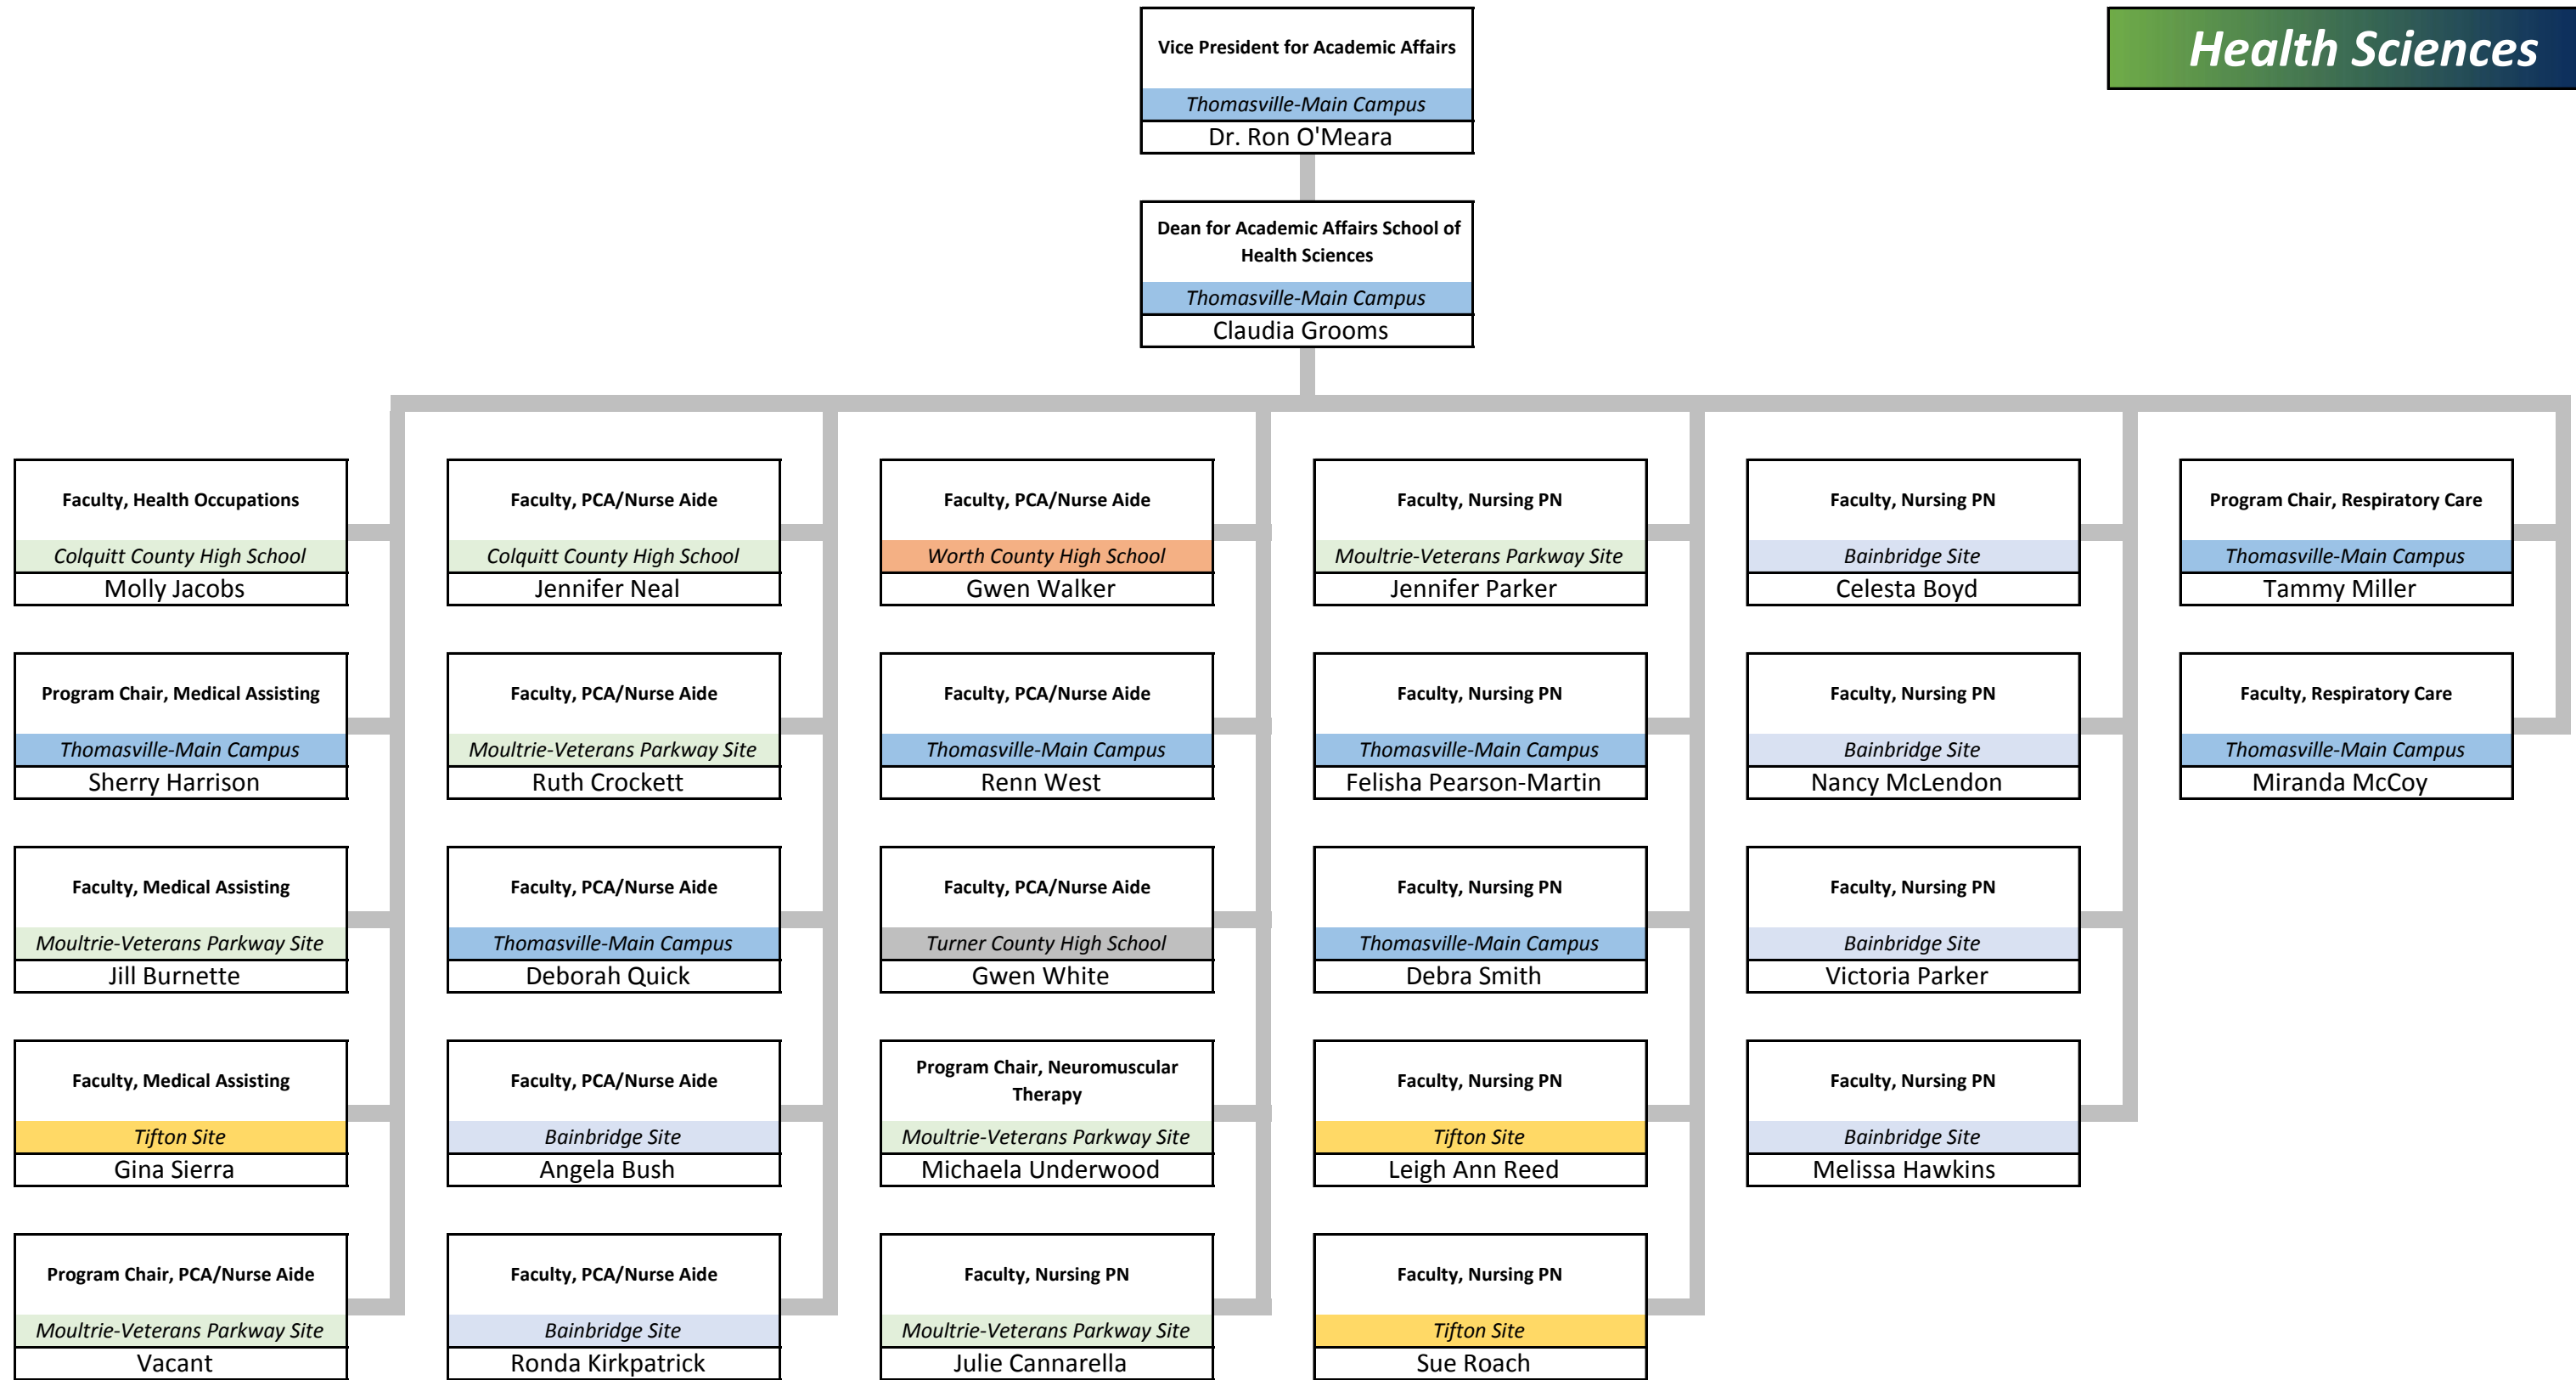 Health Sciences
Vice President for Academic Affairs
Thomasville-Main Campus
Dr. Ron O'Meara
Dean for Academic Affairs School of
Health Sciences
Thomasville-Main Campus
Claudia Grooms
Faculty, Health Occupations
Colquitt County High School
Molly Jacobs
Program Chair, Medical Assisting
Thomasville-Main Campus
Sherry Harrison
Faculty, Medical Assisting
Moultrie-Veterans Parkway Site
Jill Burnette
Faculty, Medical Assisting
Tifton Site
Gina Sierra
Program Chair, PCA/Nurse Aide
Moultrie-Veterans Parkway Site
Vacant
Faculty, PCA/Nurse Aide
Colquitt County High School
Jennifer Neal
Faculty, PCA/Nurse Aide
Moultrie-Veterans Parkway Site
Ruth Crockett
Faculty, PCA/Nurse Aide
Thomasville-Main Campus
Deborah Quick
Faculty, PCA/Nurse Aide
Bainbridge Site
Angela Bush
Faculty, PCA/Nurse Aide
Bainbridge Site
Ronda Kirkpatrick
Faculty, PCA/Nurse Aide
Worth County High School
Gwen Walker
Faculty, PCA/Nurse Aide
Thomasville-Main Campus
Renn West
Faculty, PCA/Nurse Aide
Turner County High School
Gwen White
Program Chair, Neuromuscular
Therapy
Moultrie-Veterans Parkway Site
Michaela Underwood
Faculty, Nursing PN
Moultrie-Veterans Parkway Site
Julie Cannarella
Faculty, Nursing PN
Moultrie-Veterans Parkway Site
Jennifer Parker
Faculty, Nursing PN
Thomasville-Main Campus
Felisha Pearson-Martin
Faculty, Nursing PN
Thomasville-Main Campus
Debra Smith
Faculty, Nursing PN
Tifton Site
Leigh Ann Reed
Faculty, Nursing PN
Tifton Site
Sue Roach
Faculty, Nursing PN
Bainbridge Site
Celesta Boyd
Faculty, Nursing PN
Bainbridge Site
Nancy McLendon
Faculty, Nursing PN
Bainbridge Site
Victoria Parker
Faculty, Nursing PN
Bainbridge Site
Melissa Hawkins
Program Chair, Respiratory Care
Thomasville-Main Campus
Tammy Miller
Faculty, Respiratory Care
Thomasville-Main Campus
Miranda McCoy